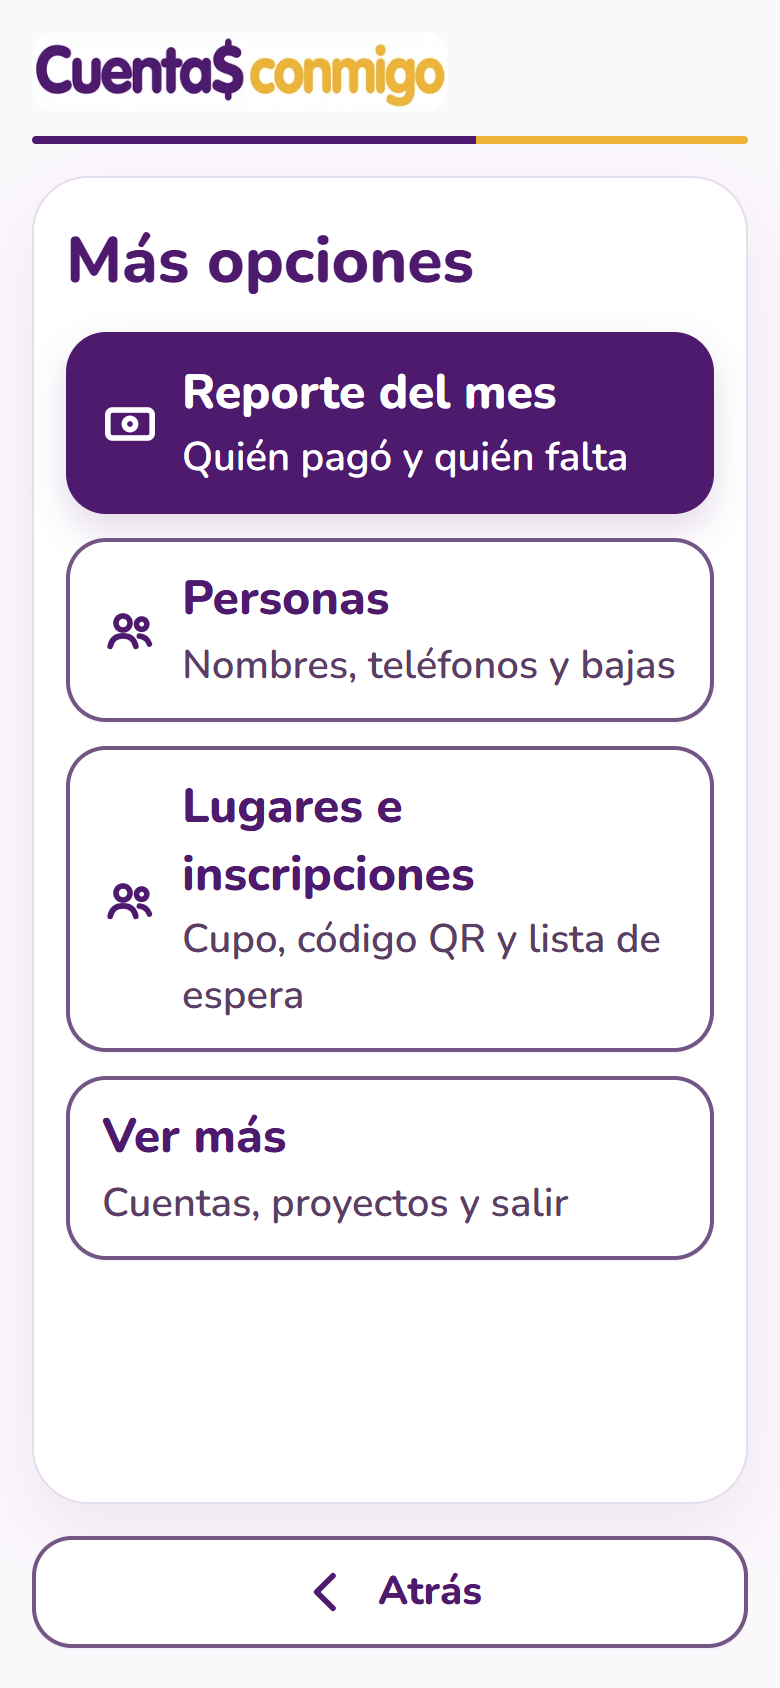 Cuenta$ conmigo
Más opciones
Reporte del mes
Quién pagó y quién falta
Personas
Nombres, teléfonos y bajas
Lugares e
inscripciones
Cupo, código QR y lista de
espera
Ver más
Cuentas, proyectos y salir
Atrás